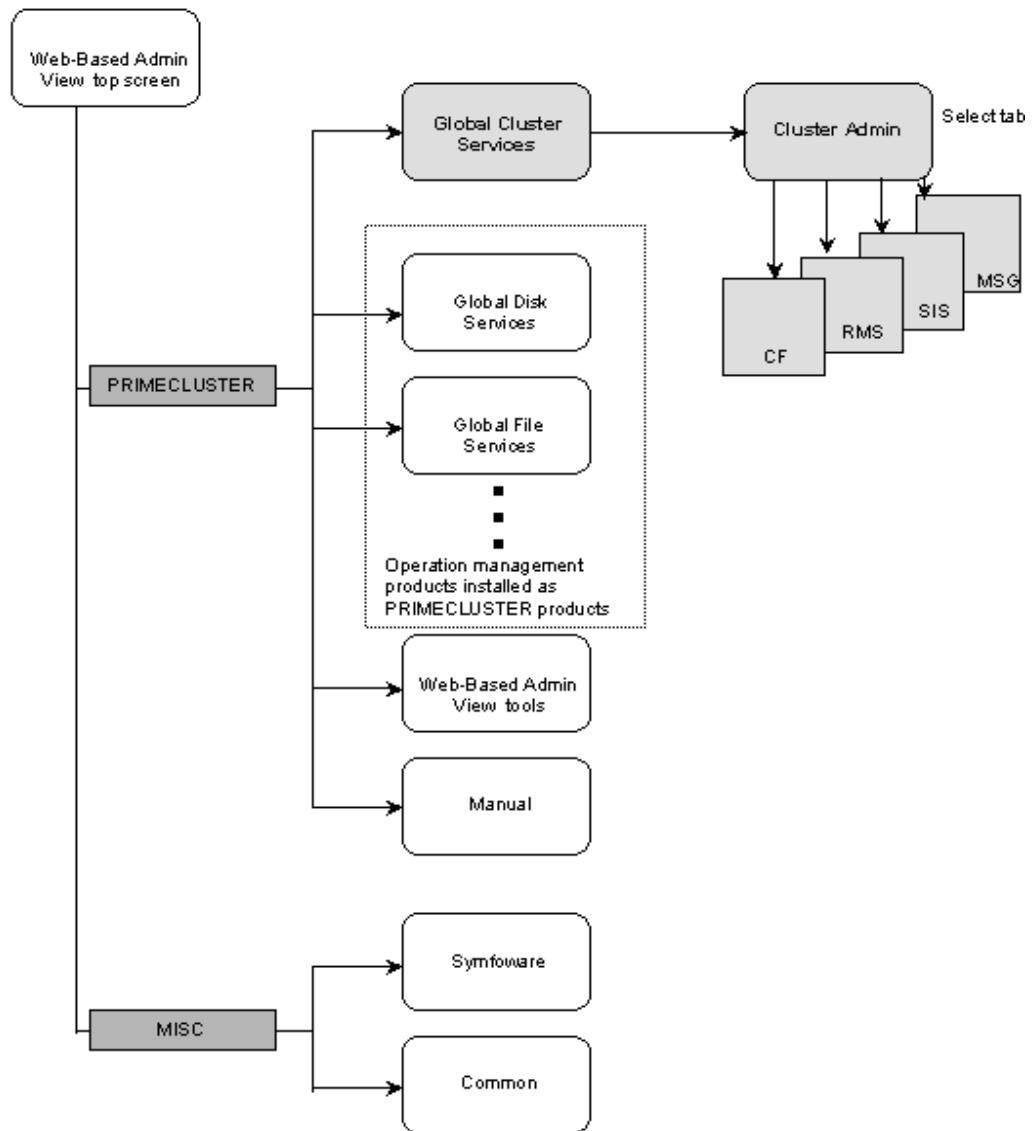 Web-Based Admin
View top screen
Global Cluster
Services
Cluster Admin
Select tab
MSG
SIS
RMS
CF
Global Disk
Services
PRIMECLUSTER
Global File
Services
Operation management
products installed as
PRIMECLUSTER products
Web-Based Admin
View tools
Manual
Symfoware
MISC
Common